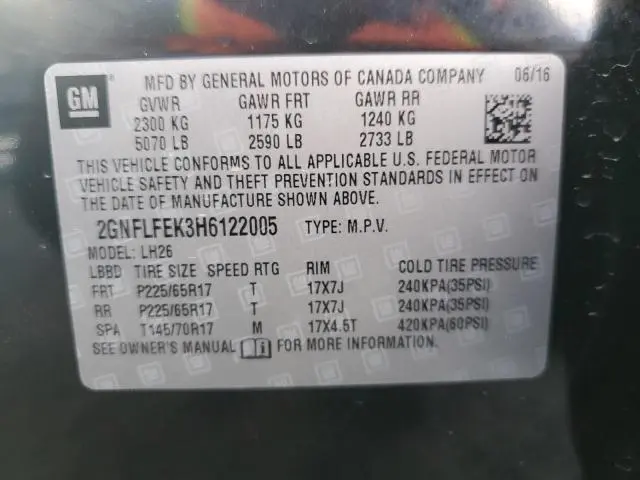 GM
MFD BY GENERAL MOTORS OF CANADA COMPANY 06/16
GVWR GAWR FRT GAWR RR
2300 KG 1175 KG 1240 KG
5070 LB 2590 LB 2733 LB
THIS VEHICLE CONFORMS TO ALL APPLICABLE U.S. FEDERAL MOTOR
VEHICLE SAFETY AND THEFT PREVENTION STANDARDS IN EFFECT ON
THE DATE OF MANUFACTURE SHOWN ABOVE.
2GNFLFEK3H6122005 TYPE: M.P.V.
MODEL: LH26
LBBD TIRE SIZE SPEED RTG RIM COLD TIRE PRESSURE
FRT P225/65R17 T 17X7J 240KPA(35PSI)
RR P225/65R17 T 17X7J 240KPA(35PSI)
SPA T145/70R17 M 17X4.5T 420KPA(60PSI)
SEE OWNER'S MANUAL FOR MORE INFORMATION.